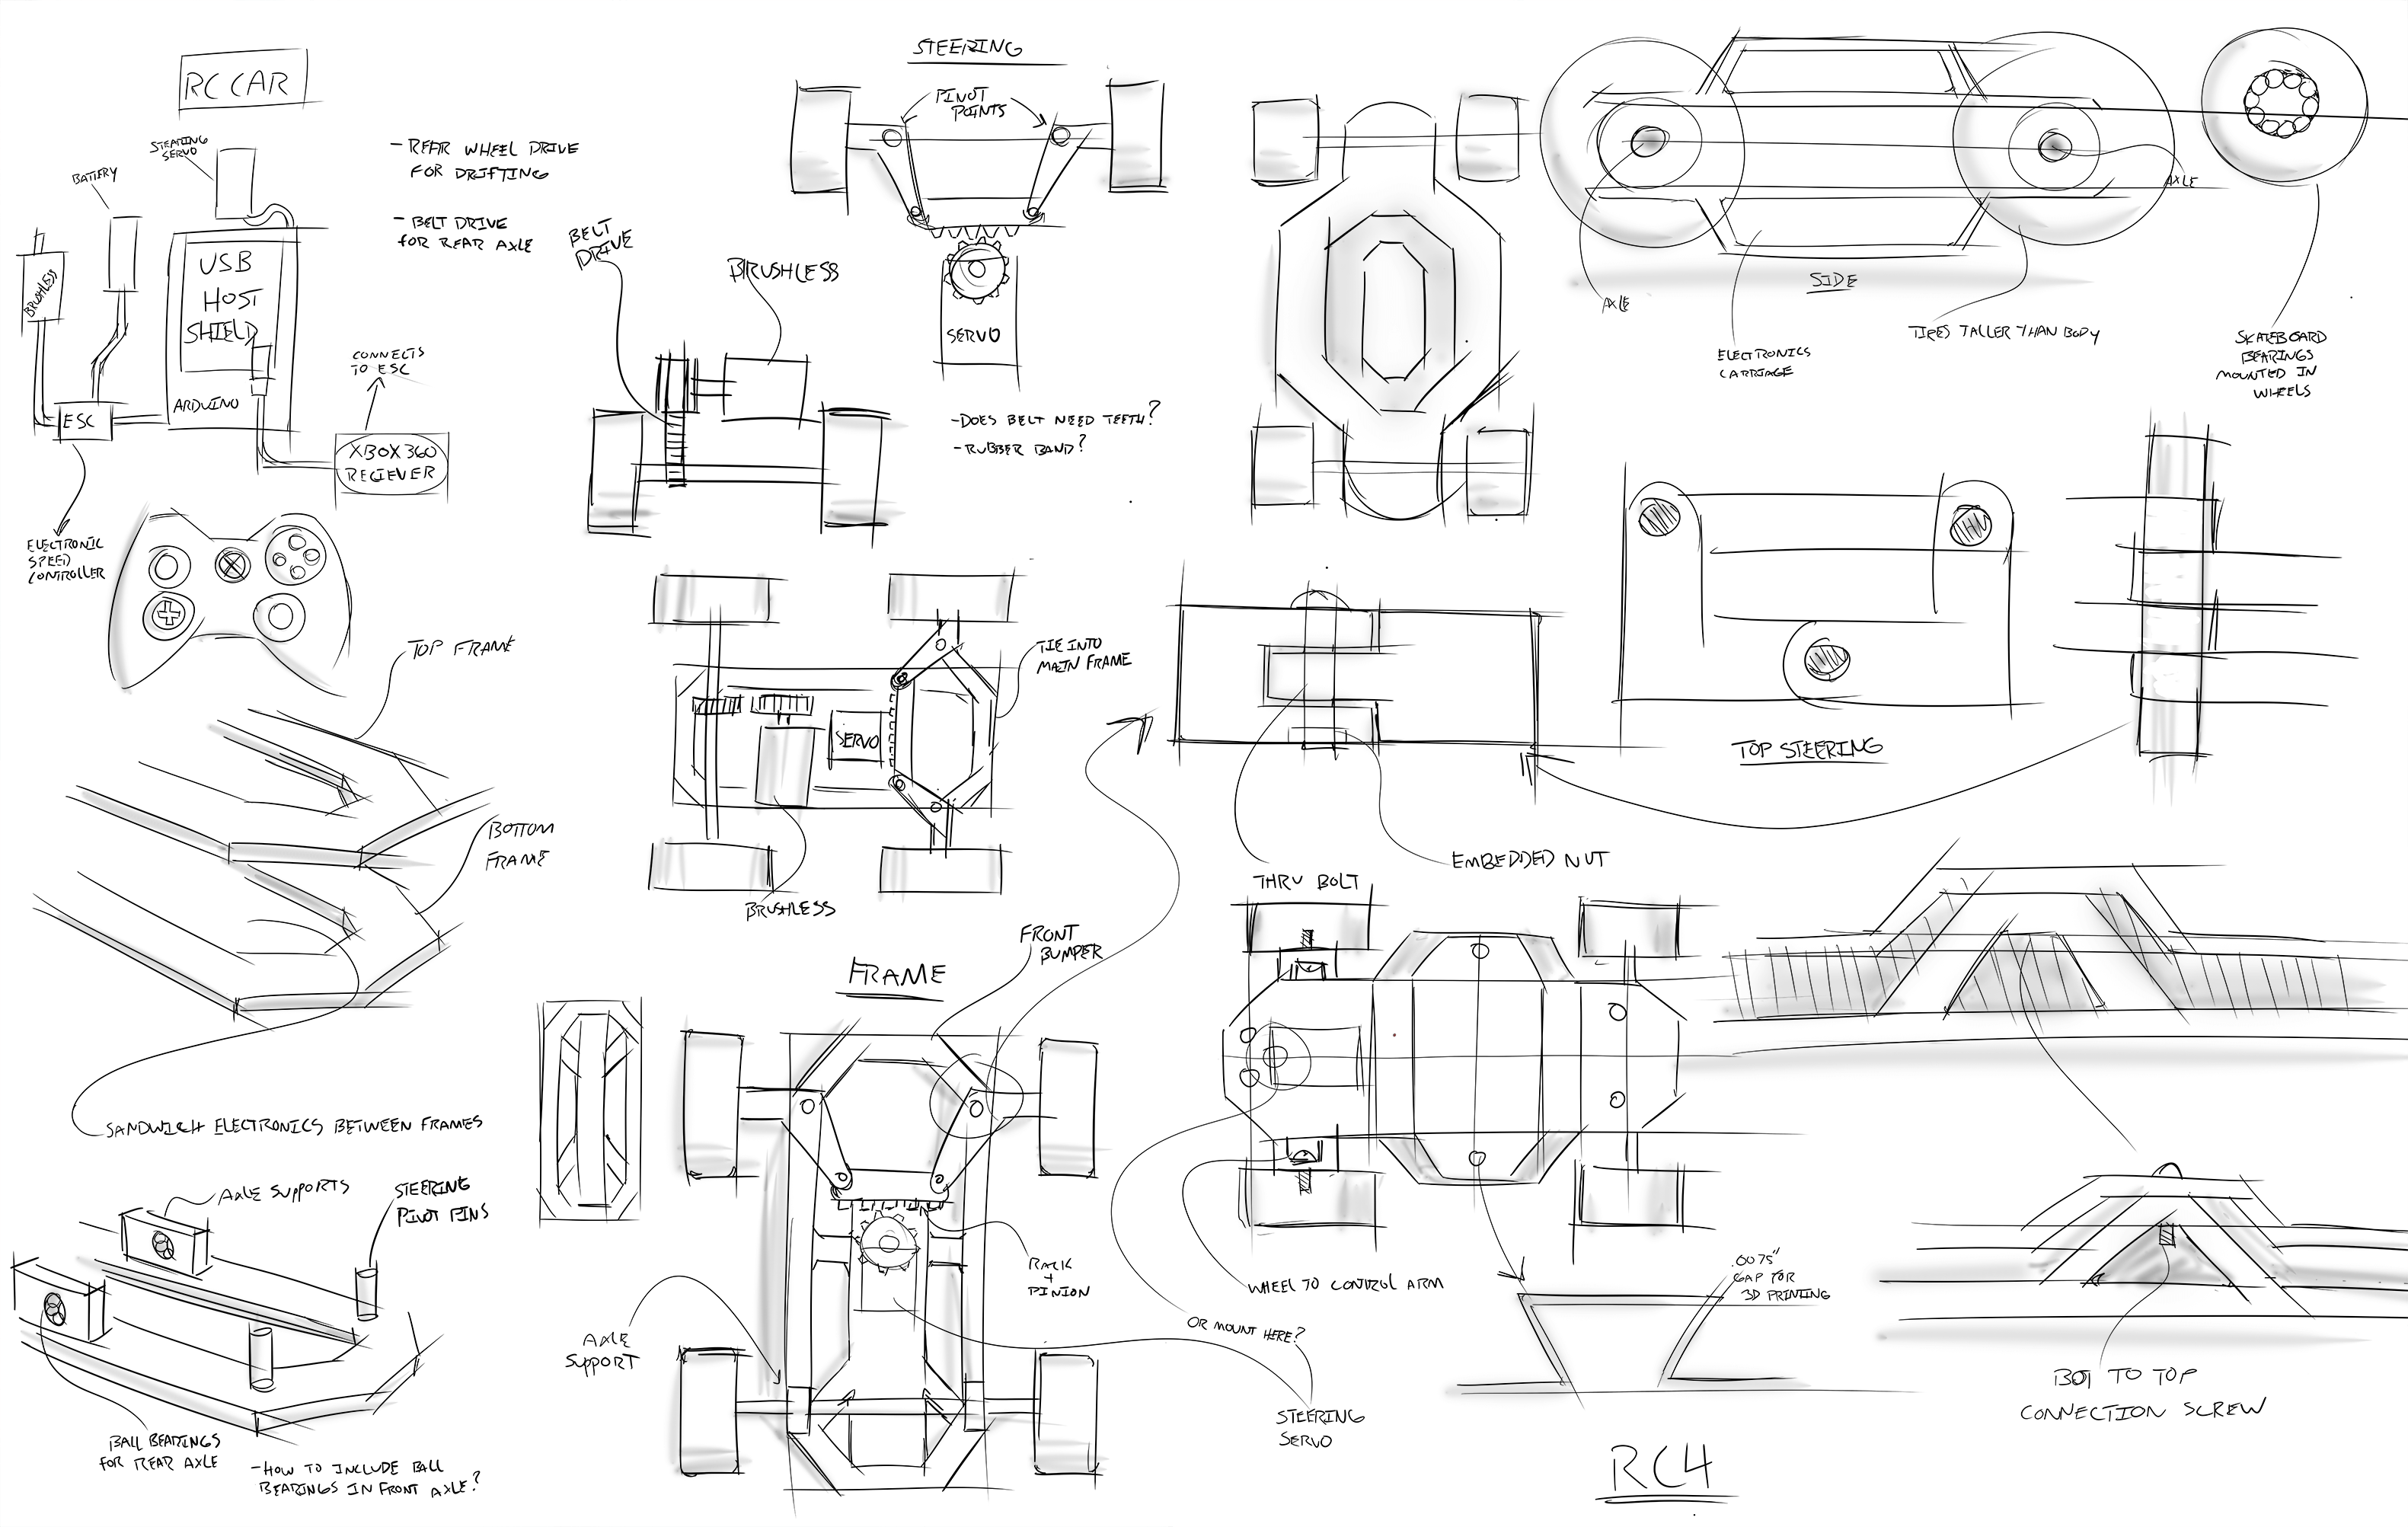 RC CAR
STEARING
SERVO
BATTERY
BRUSHLESS
USB
HOST
SHIELD
ARDUINO
ESC
CONNECTS
TO ESC
XBOX 360
RECIEVER
ELECTRONIC
SPEED
CONTROLLER
- REAR WHEEL DRIVE
FOR DRIFTING
- BELT DRIVE
FOR REAR AXLE
BELT
DRIVE
BRUSHLESS
STEERING
PIVOT
POINTS
SERVO
- DOES BELT NEED TEETH?
- RUBBER BAND?
AXLE
AXLE
SIDE
ELECTRONICS
CARRIAGE
TIRES TALLER THAN BODY
SKATEBOARD
BEARINGS
MOUNTED IN
WHEELS
TOP FRAME
BOTTOM
FRAME
SANDWICH ELECTRONICS BETWEEN FRAMES
TIE INTO
MAIN FRAME
SERVO
BRUSHLESS
TOP STEERING
THRU BOLT
EMBEDDED NUT
FRAME
FRONT
BUMPER
AXLE SUPPORTS
STEERING
PIVOT PINS
BALL BEARINGS
FOR REAR AXLE
- HOW TO INCLUDE BALL
BEARINGS IN FRONT AXLE?
AXLE
SUPPORT
RACK
+
PINION
WHEEL TO CONTROL ARM
OR MOUNT HERE?
STEERING
SERVO
.0075"
GAP FOR
3D PRINTING
BOT TO TOP
CONNECTION SCREW
RC4